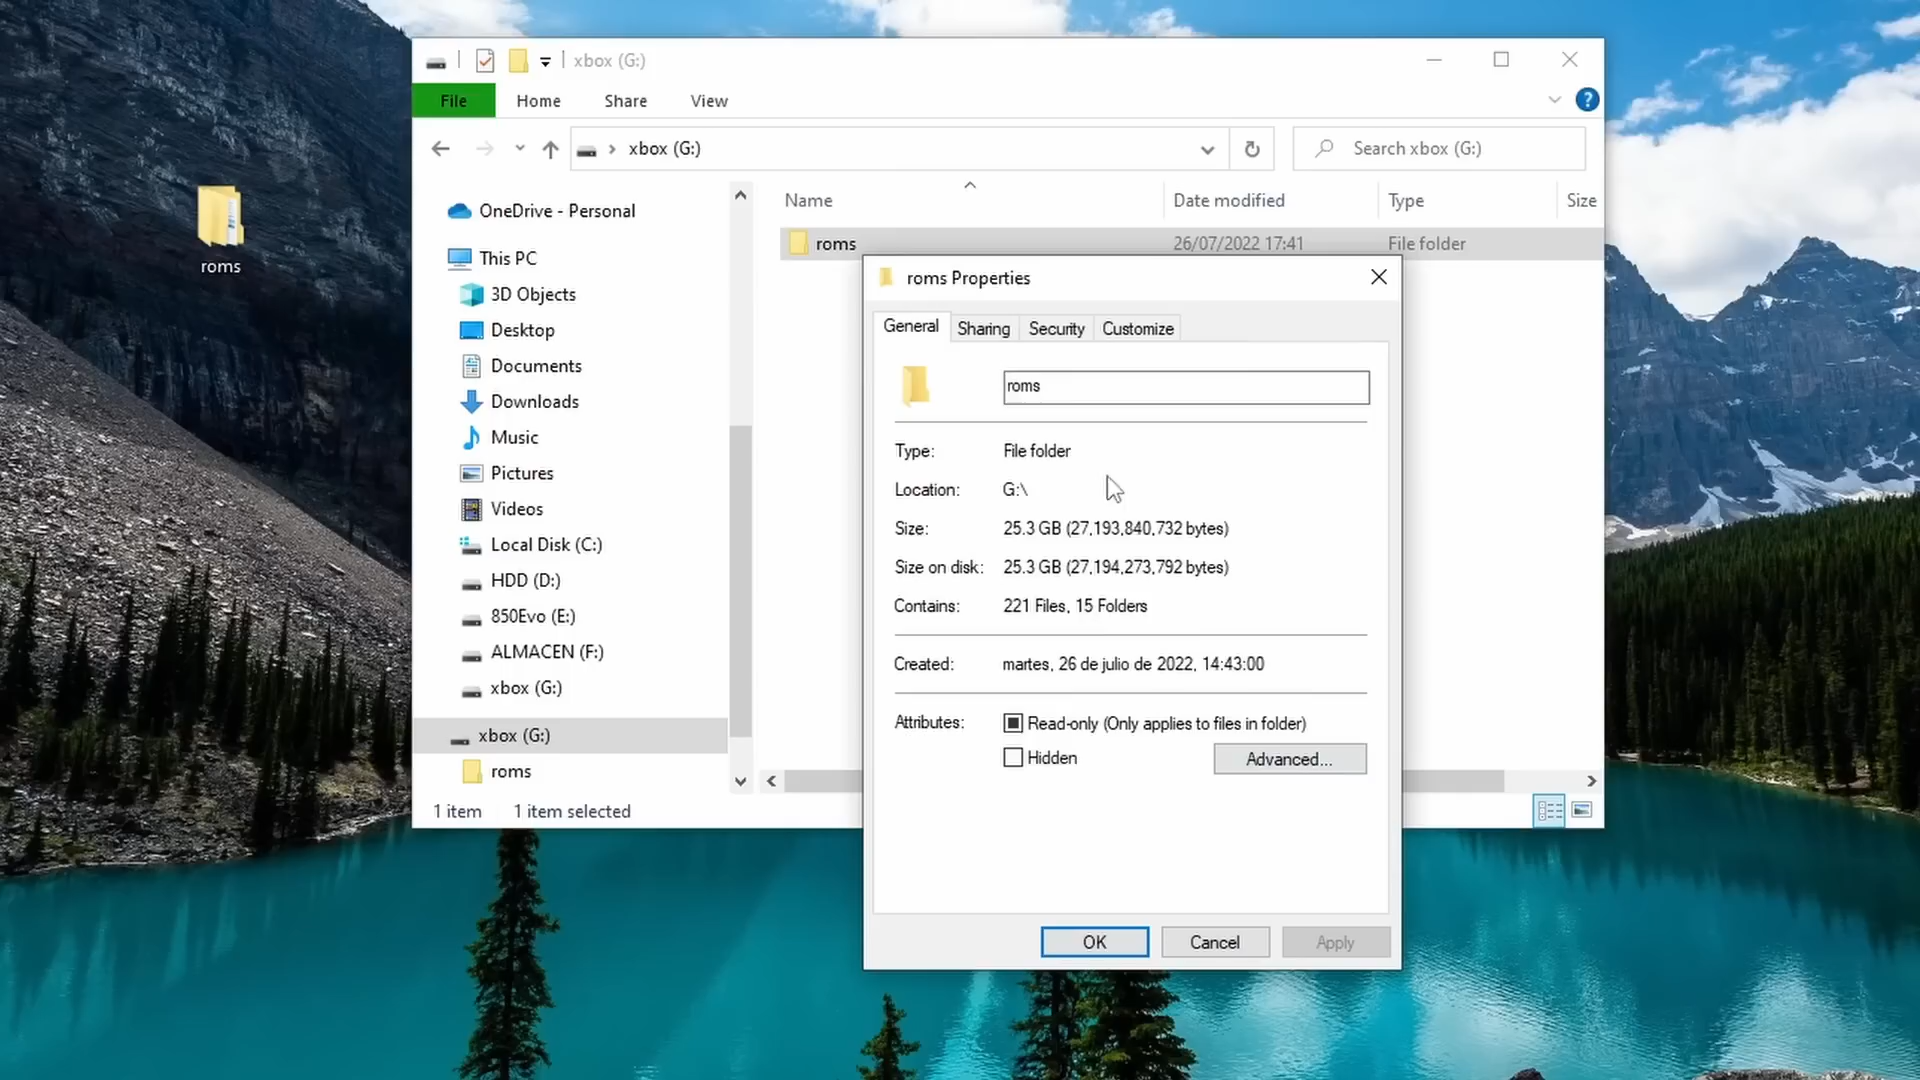 xbox (G:)
File
Home
Share
View
?
xbox (G:)
Search xbox (G:)
roms
OneDrive - Personal
This PC
3D Objects
Desktop
Documents
Downloads
Music
Pictures
Videos
Local Disk (C:)
HDD (D:)
850Evo (E:)
ALMACEN (F:)
xbox (G:)
xbox (G:)
roms
Name Date modified Type Size
roms 26/07/2022 17:41 File folder
1 item 1 item selected
roms Properties
General Sharing Security Customize
roms
Type: File folder
Location: G:\
Size: 25.3 GB (27,193,840,732 bytes)
Size on disk: 25.3 GB (27,194,273,792 bytes)
Contains: 221 Files, 15 Folders
Created: martes, 26 de julio de 2022, 14:43:00
Attributes: Read-only (Only applies to files in folder)
Hidden Advanced...
OK Cancel Apply